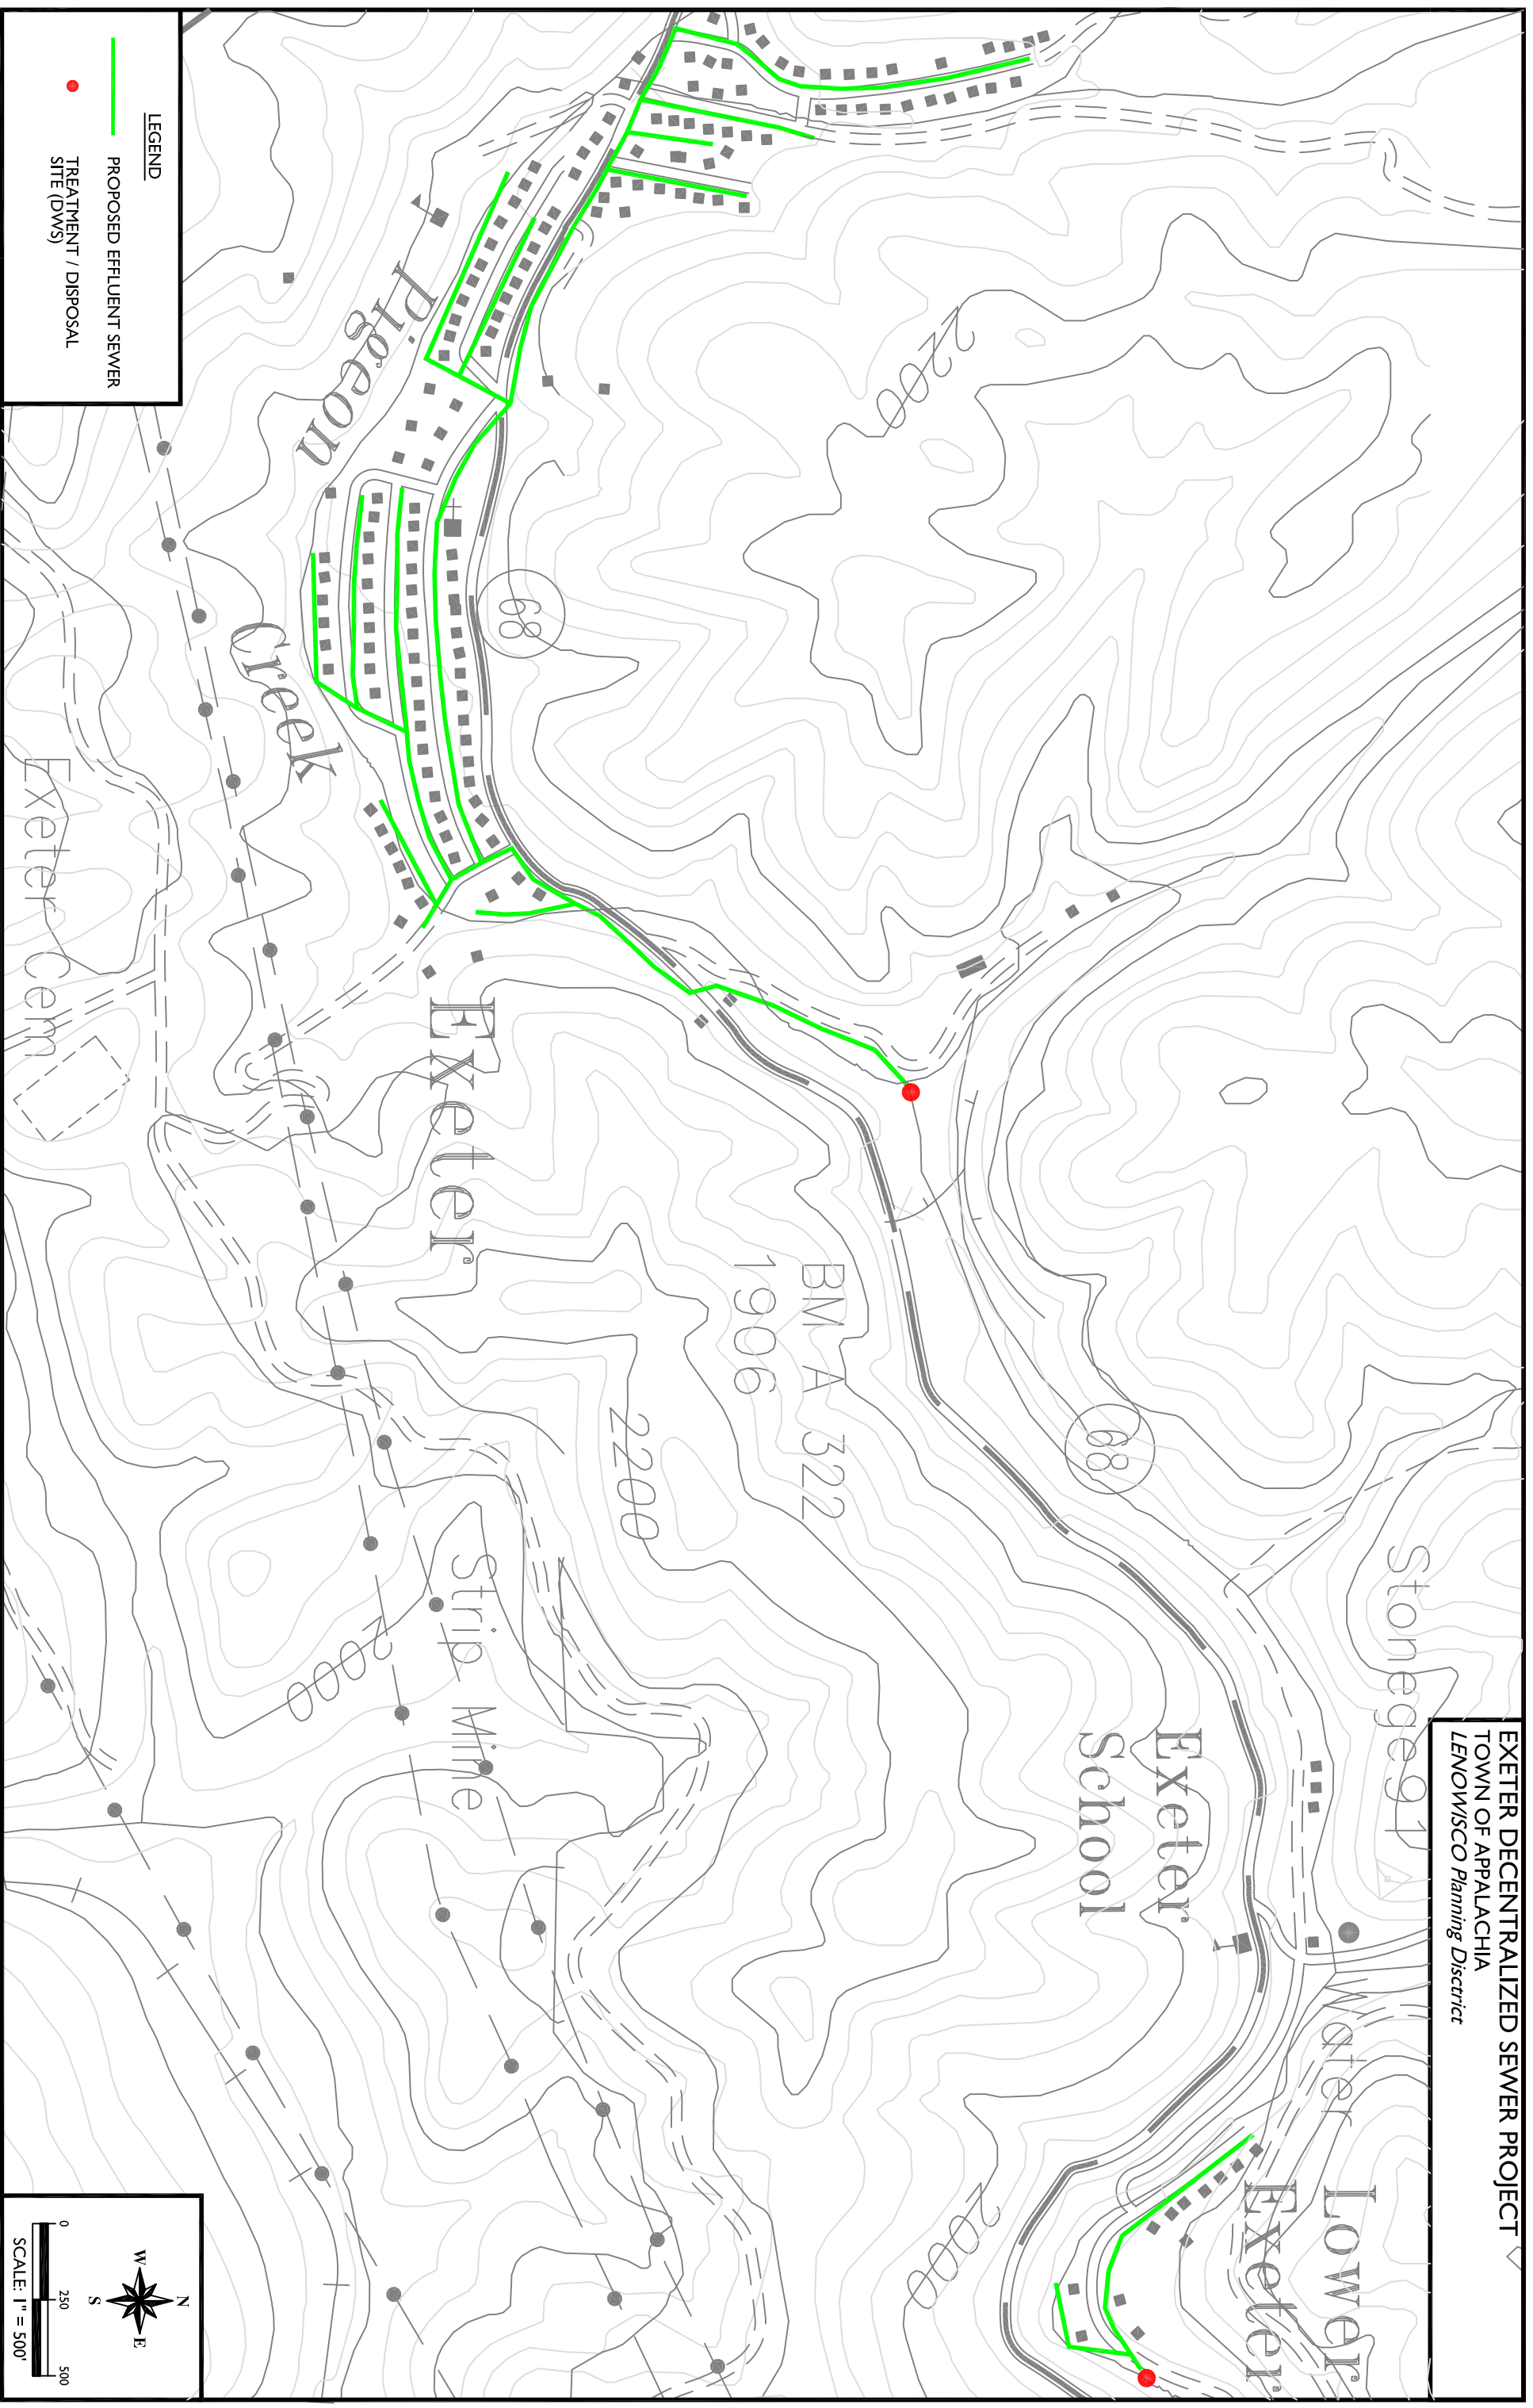 EXETER DECENTRALIZED SEWER PROJECT
TOWN OF APPALACHIA
LENOWISCO Planning Disctrict
Stonega
Water
Lower
Exeter
Exeter
School
68
68
2200
2200
2000
2000
BM A 322
1906
Exeter
Pigeon
Creek
Strip Mine
Exeter Cem
LEGEND
PROPOSED EFFLUENT SEWER
TREATMENT / DISPOSAL
SITE (DWS)
N
W
E
S
0
250
500
SCALE: 1" = 500'